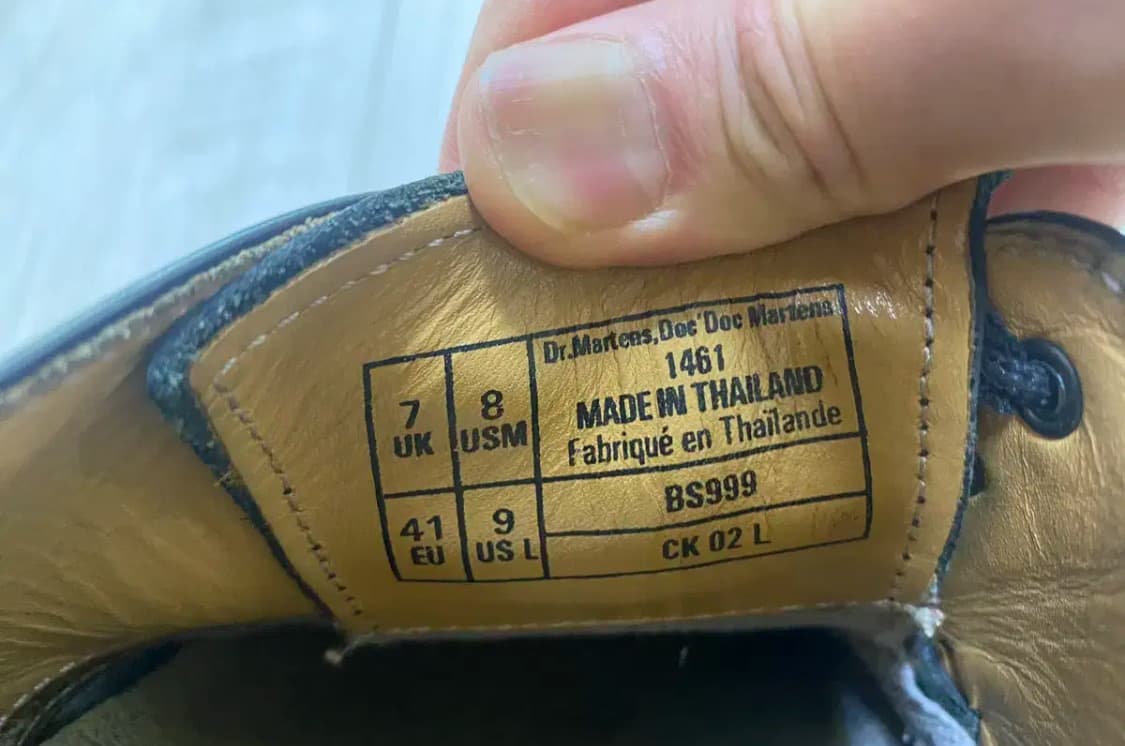 7
UK
8
USM
41
EU
9
US L
Dr.Martens,Doc'Doc Martens
1461
MADE IN THAILAND
Fabriqué en Thaïlande
BS999
CK 02 L